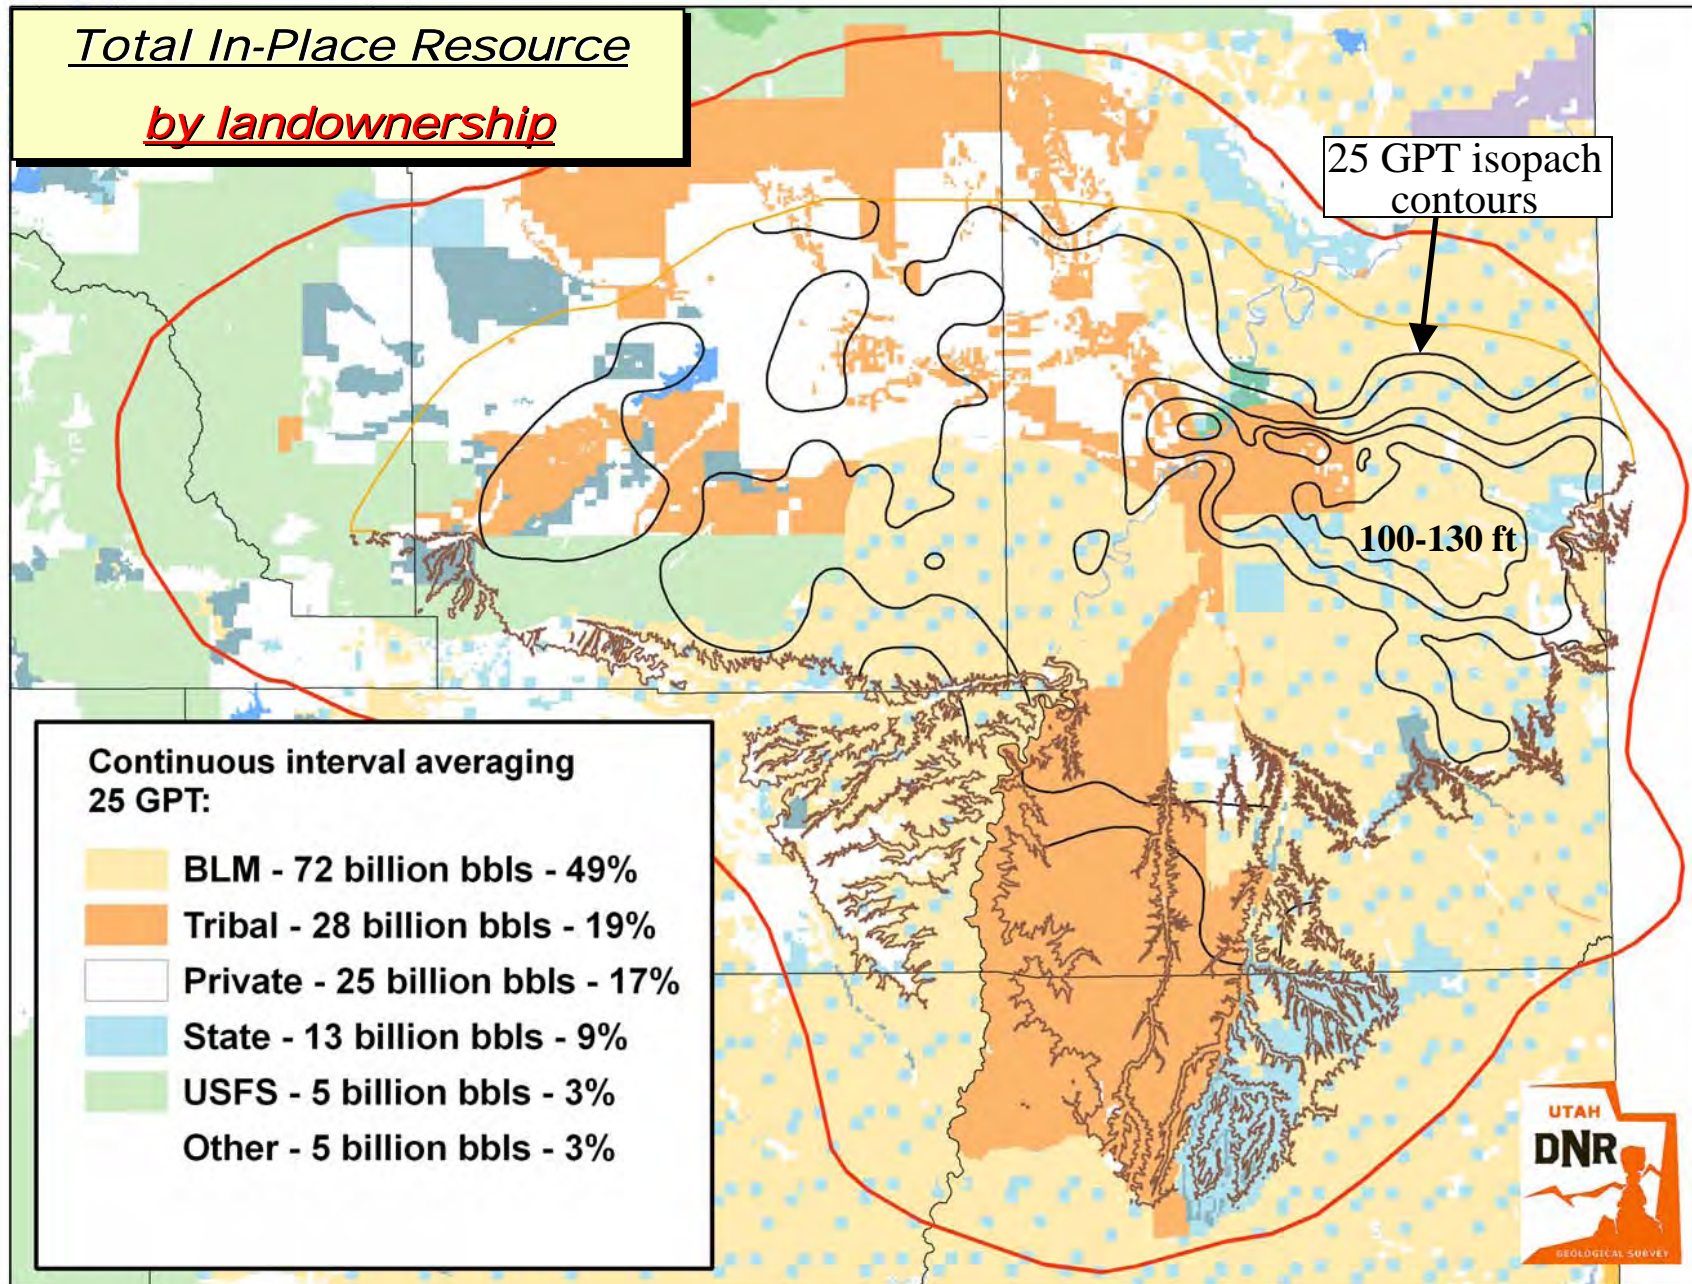 Total In-Place Resource
by landownership
25 GPT isopach
contours
100-130 ft
Continuous interval averaging
25 GPT:
BLM - 72 billion bbls - 49%
Tribal - 28 billion bbls - 19%
Private - 25 billion bbls - 17%
State - 13 billion bbls - 9%
USFS - 5 billion bbls - 3%
Other - 5 billion bbls - 3%
UTAH
DNR
GEOLOGICAL SURVEY